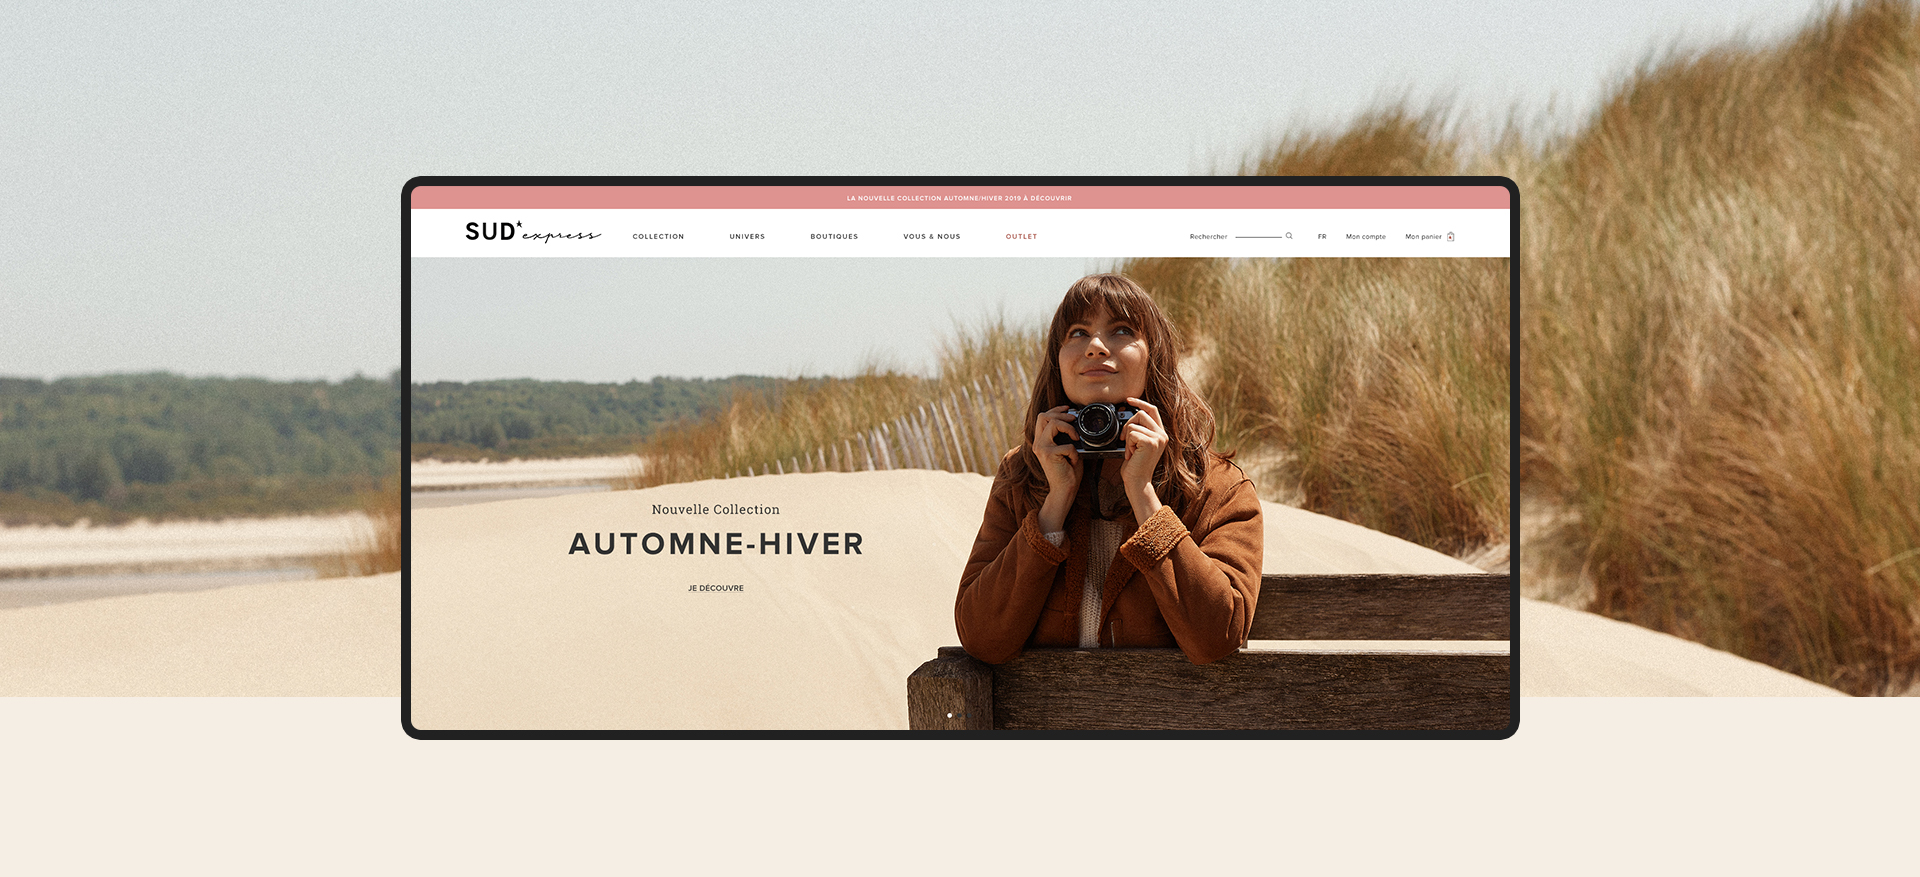 LA NOUVELLE COLLECTION AUTOMNE/HIVER 2019 À DÉCOUVRIR
SUD express
COLLECTION
UNIVERS
BOUTIQUES
VOUS & NOUS
OUTLET
Rechercher
FR
Mon compte
Mon panier
Nouvelle Collection
AUTOMNE-HIVER
JE DÉCOUVRE